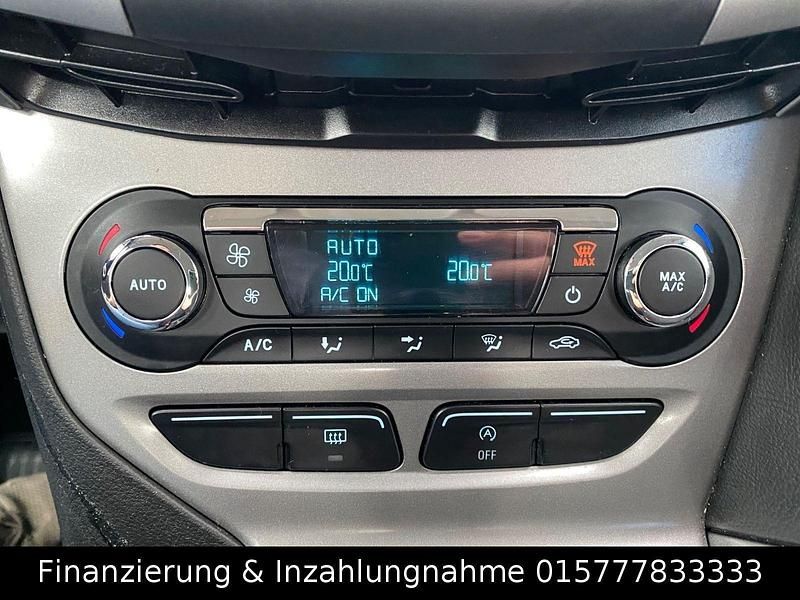 AUTO
20.0°C 20.0°C
A/C ON
AUTO
MAX
MAX
A/C
A/C
OFF
Finanzierung & Inzahlungnahme 015777833333